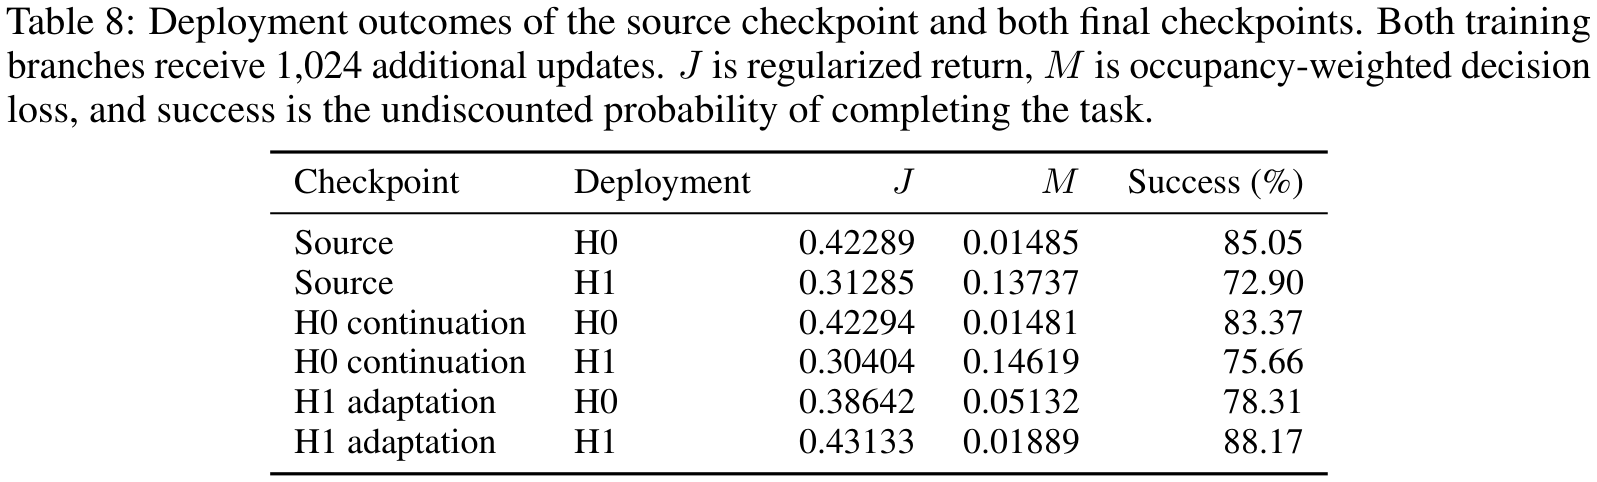 Table 8: Deployment outcomes of the source checkpoint and both final checkpoints. Both training
branches receive 1,024 additional updates. J is regularized return, M is occupancy-weighted decision
loss, and success is the undiscounted probability of completing the task.
Checkpoint Deployment J M Success (%)
Source H0 0.42289 0.01485 85.05
Source H1 0.31285 0.13737 72.90
H0 continuation H0 0.42294 0.01481 83.37
H0 continuation H1 0.30404 0.14619 75.66
H1 adaptation H0 0.38642 0.05132 78.31
H1 adaptation H1 0.43133 0.01889 88.17